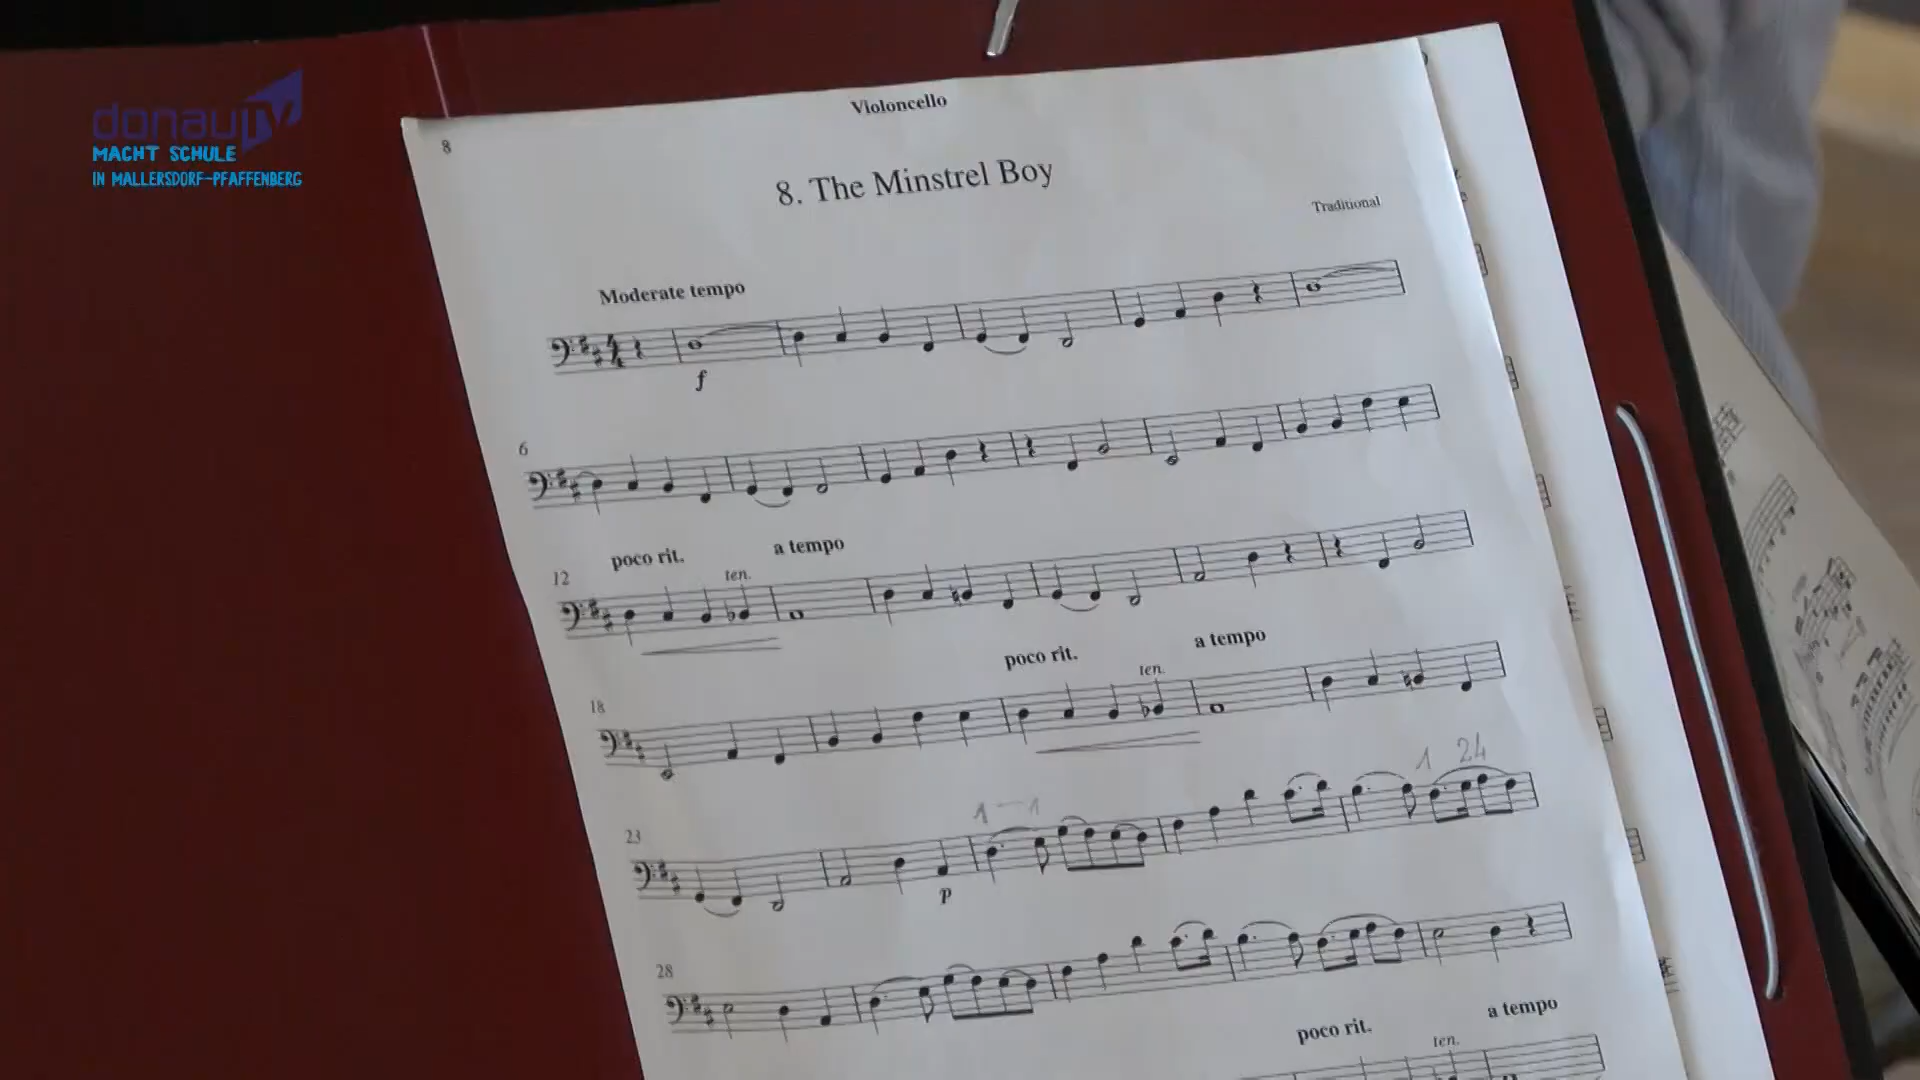 donauTV
MACHT SCHULE
IN MALLERSDORF-PFAFFENBERG
Violoncello
8
8. The Minstrel Boy
Traditional
Moderate tempo
f
6
poco rit.
a tempo
12
ten.
poco rit.
a tempo
18
ten.
1 24
23
1 – 1
p
28
poco rit.
a tempo
ten.